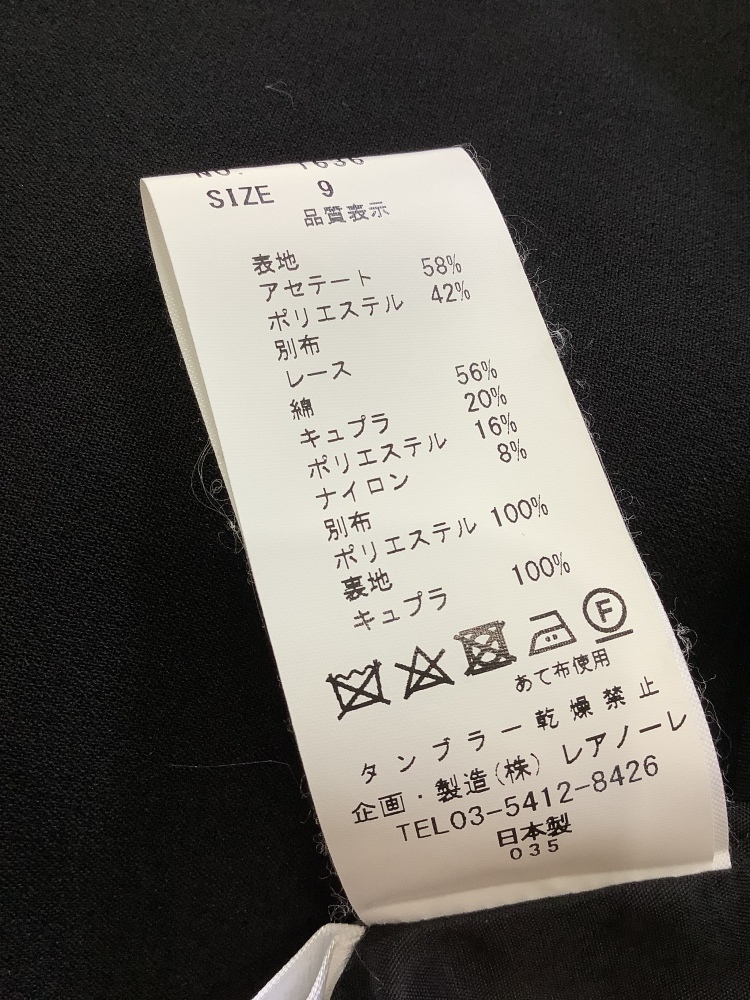 NO. 1636
SIZE 9
品質表示
表地
アセテート 58%
ポリエステル 42%
別布
レース
綿 56%
キュプラ 20%
ポリエステル 16%
ナイロン 8%
別布
ポリエステル 100%
裏地
キュプラ 100%
F
あて布使用
タンブラー乾燥禁止
企画・製造(株) レアノーレ
TEL03-5412-8426
日本製
035